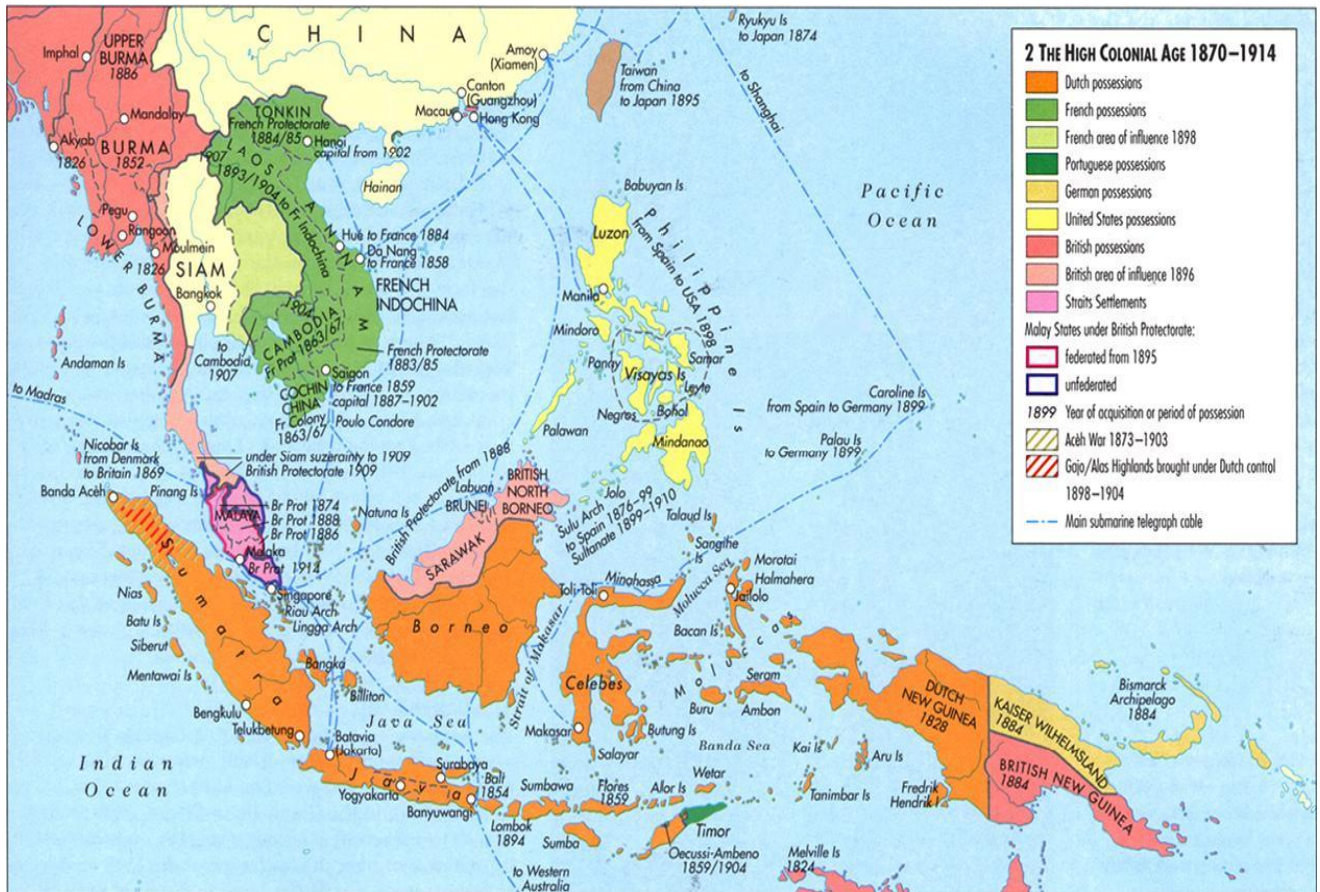 2 THE HIGH COLONIAL AGE 1870–1914
Dutch possessions
French possessions
French area of influence 1898
Portuguese possessions
German possessions
United States possessions
British possessions
British area of influence 1896
Straits Settlements
Malay States under British Protectorate:
federated from 1895
unfederated
1899 Year of acquisition or period of possession
Acèh War 1873–1903
Gajo/Alas Highlands brought under Dutch control
1898–1904
Main submarine telegraph cable
CHINA
Ryukyu Is
to Japan 1874
to Shanghai
Imphal
UPPER
BURMA
1886
Amoy
(Xiamen)
Taiwan
from China
to Japan 1895
Canton
(Guangzhou)
Macau
Hong Kong
Mandalay
Akyab
1826
BURMA
1852
TONKIN
French Protectorate
1884/85
Hanoi
capital from 1902
Hainan
1907
LAOS
1893/1904 to Fr Indochina
ANNAM
Pacific
Ocean
Babuyan Is
Luzon
Philippine Is
from Spain to USA 1898
Pegu
Rangoon
LOWER BURMA
Moulmein
1826
SIAM
Bangkok
Hué to France 1884
Da Nang
to France 1858
FRENCH
INDOCHINA
1904
CAMBODIA
Fr Prot 1863/67
to
Cambodia
1907
French Protectorate
1883/85
Saigon
to France 1859
capital 1887–1902
COCHIN
CHINA
Fr Colony
1863/67
Poulo Condore
Manila
Mindoro
Panay
Samar
Visayas Is
Leyte
Negros
Bohol
Palawan
Mindanao
Caroline Is
from Spain to Germany 1899
Palau Is
to Germany 1899
Andaman Is
to Madras
Nicobar Is
from Denmark
to Britain 1869
under Siam suzerainty to 1909
British Protectorate 1909
Banda Acèh
Pinang Is
Br Prot 1874
MALAYA
Br Prot 1888
Br Prot 1886
Malaka
Br Prot 1914
Singapore
Riau Arch
Lingga Arch
Natuna Is
British Protectorate from 1888
Labuan
BRUNEI
BRITISH
NORTH
BORNEO
SARAWAK
Jolo
Sulu Arch
to Spain 1876–99
Sultanate 1899–1910
Talaud Is
Sangihe
Is
Morotai
Halmahera
Jailolo
Molucca Sea
Toli-Toli
Minahassa
Bacan Is
Moluccas
Sumatra
Nias
Batu Is
Siberut
Mentawai Is
Bangka
Billiton
Bengkulu
Telukbetung
Borneo
Strait of Makasar
Celebes
Seram
Buru
Ambon
Makasar
Butung Is
Salayar
Banda Sea
Kai Is
Aru Is
Tanimbar Is
DUTCH
NEW GUINEA
1828
KAISER WILHELMSLAND
1884
Bismarck
Archipelago
1884
BRITISH NEW GUINEA
1884
Fredrik
Hendrik I
Indian
Ocean
Java Sea
Batavia
(Jakarta)
Java
Surabaya
Yogyakarta
Banyuwangi
Bali
1854
Lombok
1894
Sumbawa
Sumba
Flores
1859
Alor Is
Wetar
Timor
Oecussi-Ambeno
1859/1904
to Western
Australia
Melville Is
1824